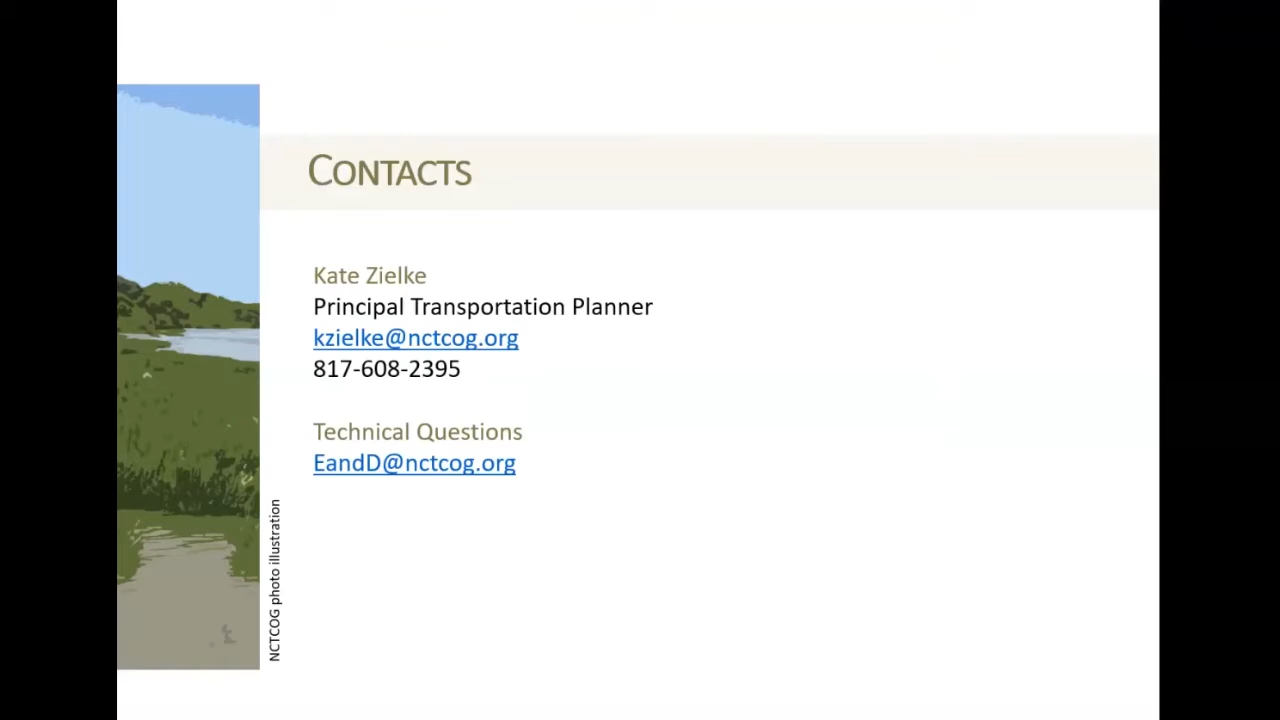 CONTACTS
Kate Zielke
Principal Transportation Planner
kzielke@nctcog.org
817-608-2395
Technical Questions
EandD@nctcog.org
NCTCOG photo illustration